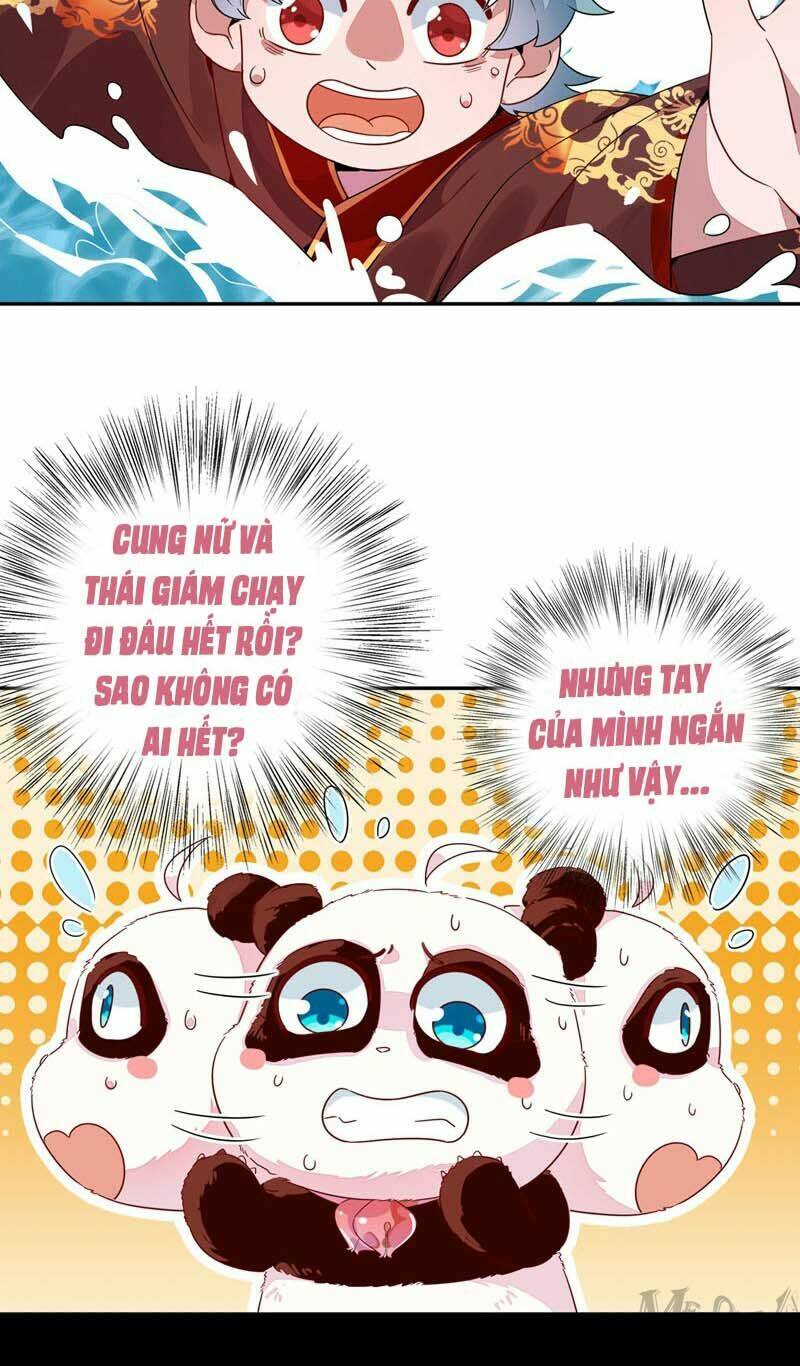 CUNG NỬ VÀ
THÁI GIÁM CHẠY
ĐI ĐÂU HẾT RỒI?
SAO KHÔNG CÓ
AI HẾT?
NHƯNG TAY
CỦA MÌNH NGẮN
NHƯ VẬY...